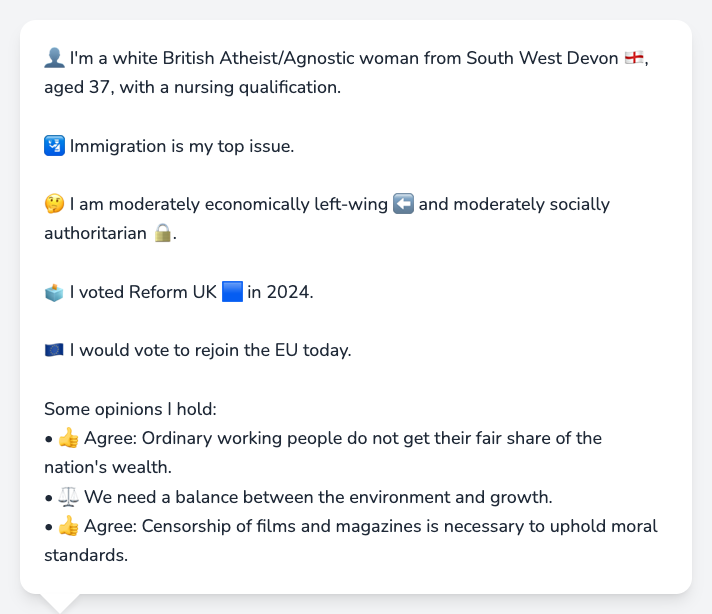 👤 I'm a white British Atheist/Agnostic woman from South West Devon 🏴󠁧󠁢󠁥󠁮󠁧󠁿,
aged 37, with a nursing qualification.
🛂 Immigration is my top issue.
🤔 I am moderately economically left-wing ⬅️ and moderately socially
authoritarian 🔒.
🗳️ I voted Reform UK 🟦 in 2024.
🇪🇺 I would vote to rejoin the EU today.
Some opinions I hold:
• 👍 Agree: Ordinary working people do not get their fair share of the
nation's wealth.
• ⚖️ We need a balance between the environment and growth.
• 👍 Agree: Censorship of films and magazines is necessary to uphold moral
standards.